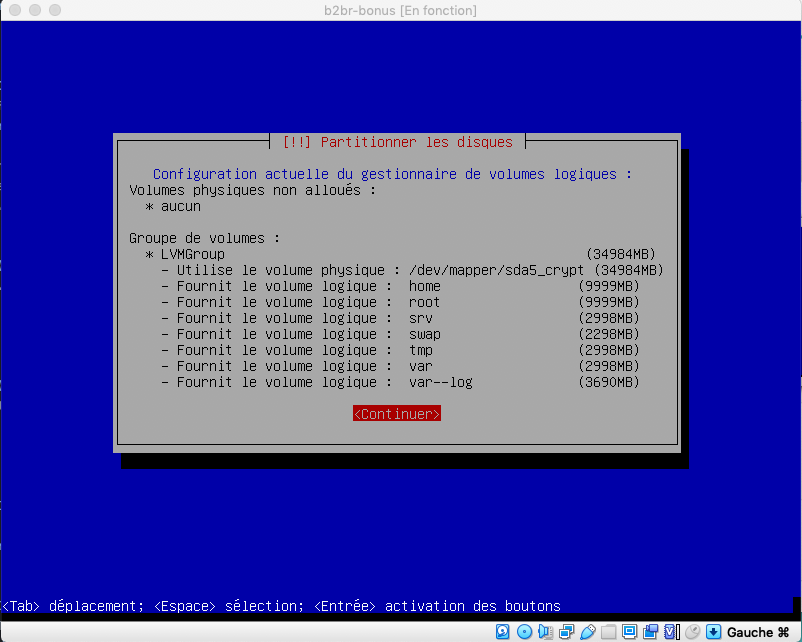 b2br-bonus [En fonction]
[!!] Partitionner les disques
Configuration actuelle du gestionnaire de volumes logiques :
Volumes physiques non alloués :
* aucun
Groupe de volumes :
* LVMGroup (34984MB)
- Utilise le volume physique : /dev/mapper/sda5_crypt (34984MB)
- Fournit le volume logique : home (9999MB)
- Fournit le volume logique : root (9999MB)
- Fournit le volume logique : srv (2998MB)
- Fournit le volume logique : swap (2298MB)
- Fournit le volume logique : tmp (2998MB)
- Fournit le volume logique : var (2998MB)
- Fournit le volume logique : var--log (3690MB)
<Continuer>
<Tab> déplacement; <Espace> sélection; <Entrée> activation des boutons
Gauche ⌘